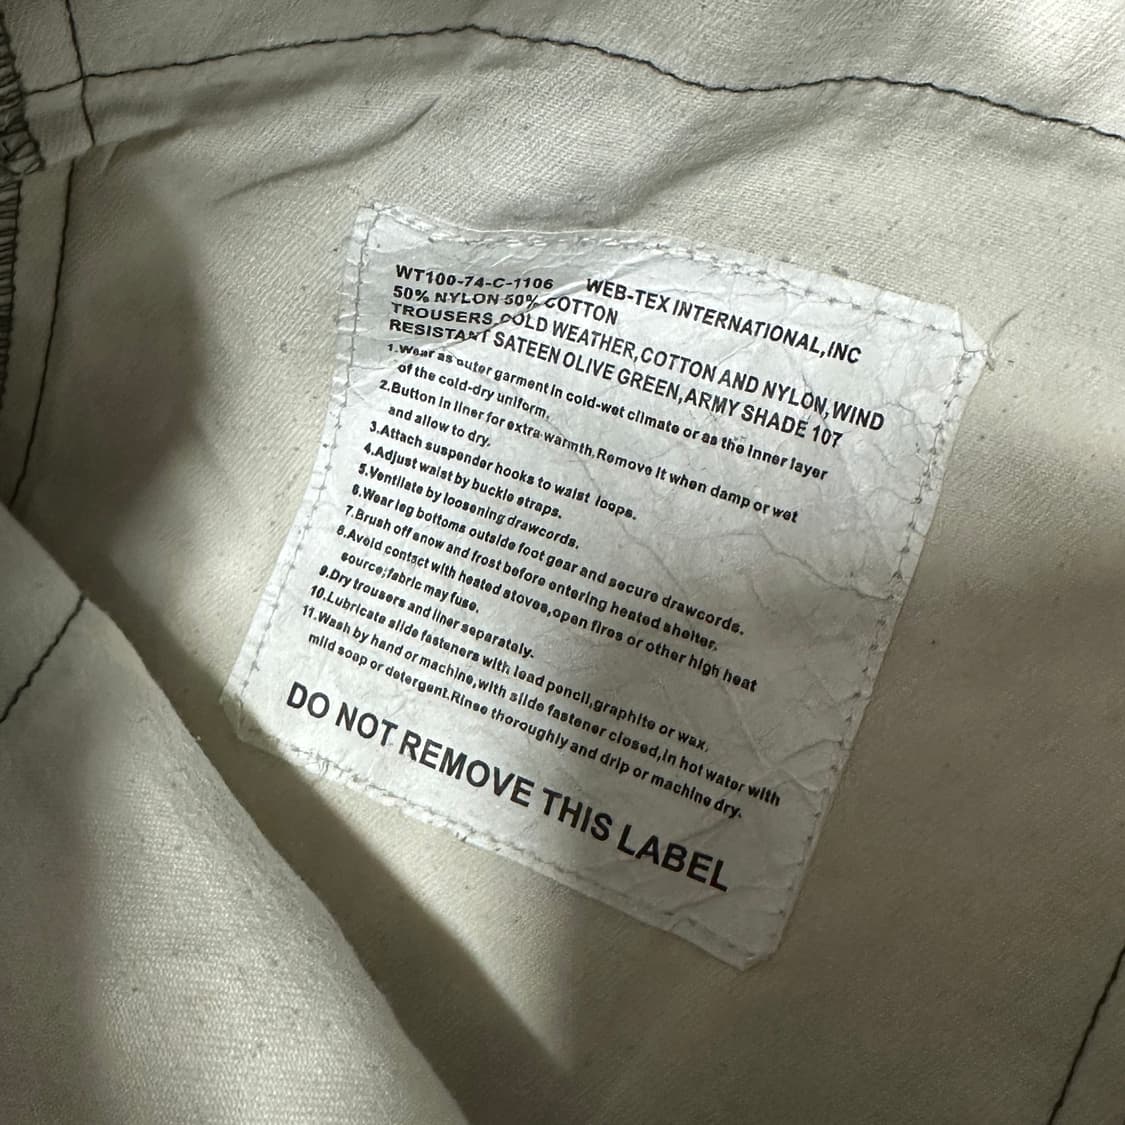 WT100-74-C-1106 WEB-TEX INTERNATIONAL,INC
50% NYLON 50% COTTON
TROUSERS,COLD WEATHER,COTTON AND NYLON,WIND
RESISTANT SATEEN OLIVE GREEN,ARMY SHADE 107
1.Wear as outer garment in cold-wet climate or as the inner layer
of the cold-dry uniform.
2.Button in liner for extra warmth,Remove it when damp or wet
and allow to dry.
3.Attach suspender hooks to waist loops.
4.Adjust waist by buckle straps.
5.Ventilate by loosening drawcords.
6.Wear leg bottoms outside foot gear and secure drawcords.
7.Brush off snow and frost before entering heated shelter.
8.Avoid contact with heated stoves,open fires or other high heat
source;fabric may fuse.
9.Dry trousers and liner separately.
10.Lubricate slide fasteners with lead pencil,graphite or wax.
11.Wash by hand or machine,with slide fastener closed,in hot water with
mild soap or detergent.Rinse thoroughly and drip or machine dry.
DO NOT REMOVE THIS LABEL